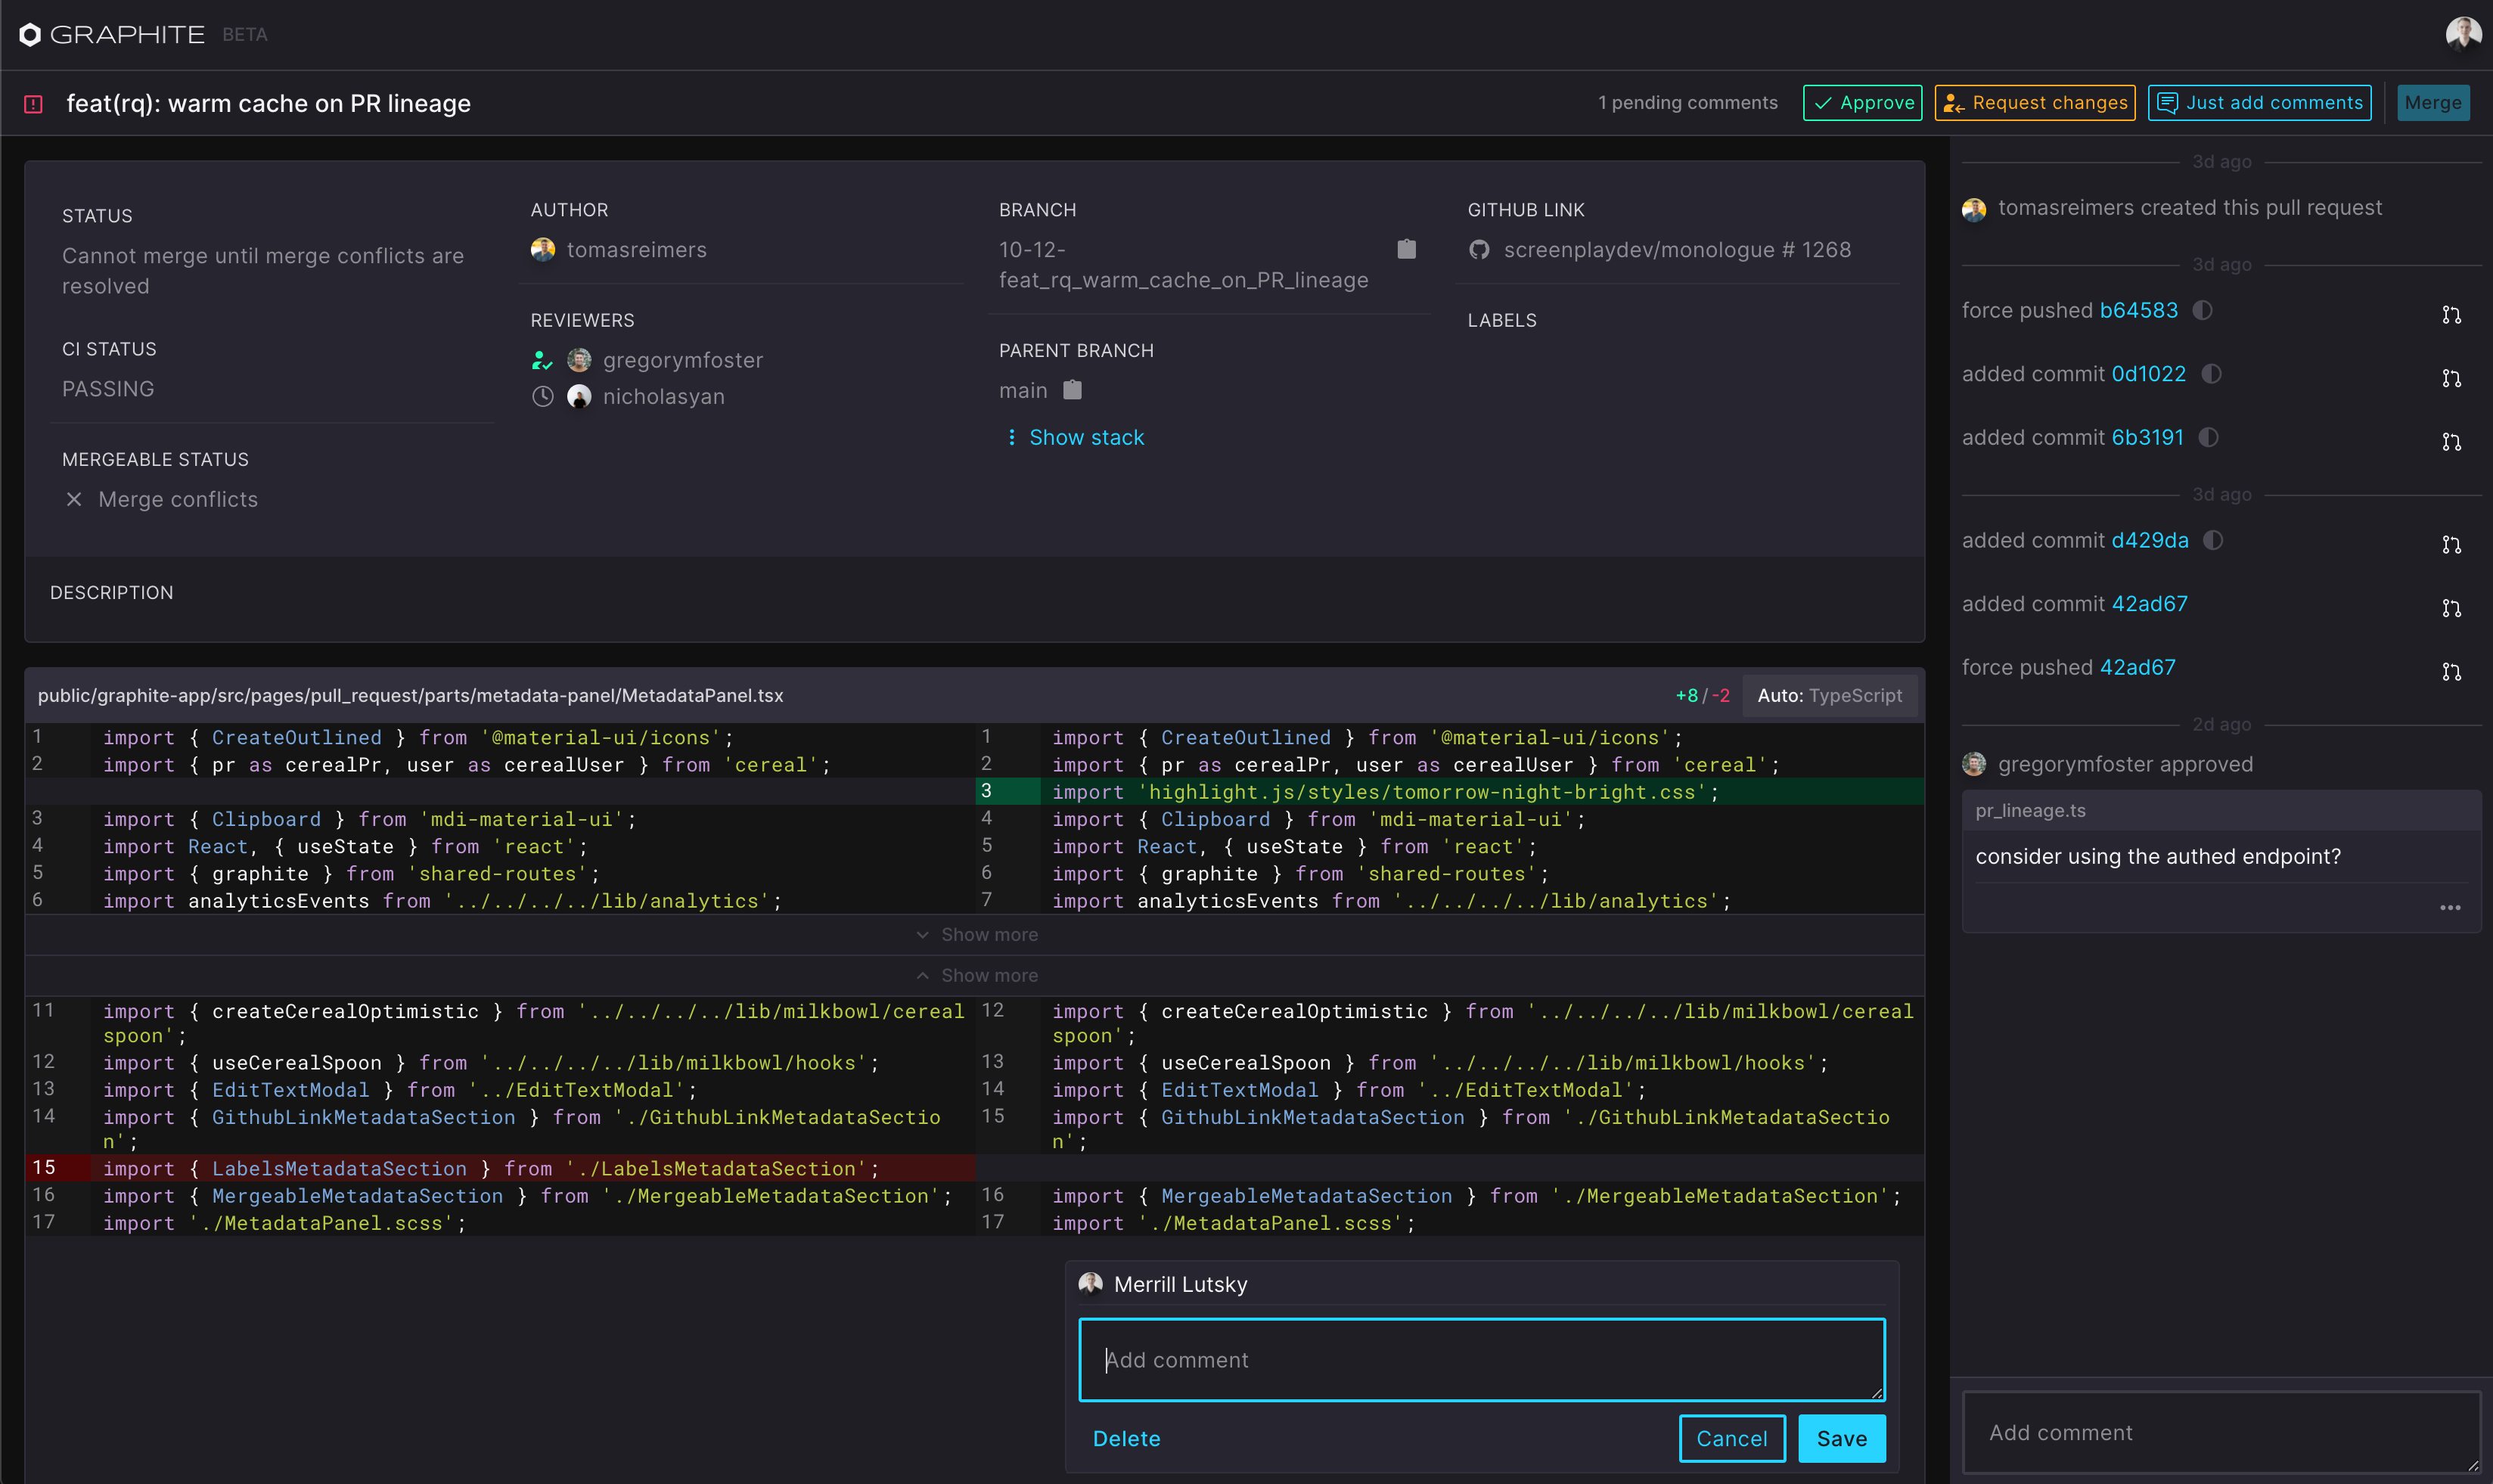 GRAPHITE BETA
feat(rq): warm cache on PR lineage
1 pending comments
Approve
Request changes
Just add comments
Merge
STATUS
Cannot merge until merge conflicts are
resolved
CI STATUS
PASSING
MERGEABLE STATUS
Merge conflicts
AUTHOR
tomasreimers
REVIEWERS
gregorymfoster
nicholasyan
BRANCH
10-12-
feat_rq_warm_cache_on_PR_lineage
PARENT BRANCH
main
Show stack
GITHUB LINK
screenplaydev/monologue # 1268
LABELS
DESCRIPTION
public/graphite-app/src/pages/pull_request/parts/metadata-panel/MetadataPanel.tsx
+8 / -2
Auto: TypeScript
1 import { CreateOutlined } from '@material-ui/icons';
2 import { pr as cerealPr, user as cerealUser } from 'cereal';
3 import { Clipboard } from 'mdi-material-ui';
4 import React, { useState } from 'react';
5 import { graphite } from 'shared-routes';
6 import analyticsEvents from '../../../../lib/analytics';
1 import { CreateOutlined } from '@material-ui/icons';
2 import { pr as cerealPr, user as cerealUser } from 'cereal';
3 import 'highlight.js/styles/tomorrow-night-bright.css';
4 import { Clipboard } from 'mdi-material-ui';
5 import React, { useState } from 'react';
6 import { graphite } from 'shared-routes';
7 import analyticsEvents from '../../../../lib/analytics';
Show more
Show more
11 import { createCerealOptimistic } from '../../../../lib/milkbowl/cereal
spoon';
12 import { useCerealSpoon } from '../../../../lib/milkbowl/hooks';
13 import { EditTextModal } from '../EditTextModal';
14 import { GithubLinkMetadataSection } from './GithubLinkMetadataSectio
n';
15 import { LabelsMetadataSection } from './LabelsMetadataSection';
16 import { MergeableMetadataSection } from './MergeableMetadataSection';
17 import './MetadataPanel.scss';
12 import { createCerealOptimistic } from '../../../../lib/milkbowl/cereal
spoon';
13 import { useCerealSpoon } from '../../../../lib/milkbowl/hooks';
14 import { EditTextModal } from '../EditTextModal';
15 import { GithubLinkMetadataSection } from './GithubLinkMetadataSectio
n';
16 import { MergeableMetadataSection } from './MergeableMetadataSection';
17 import './MetadataPanel.scss';
Merrill Lutsky
Add comment
Delete
Cancel
Save
3d ago
tomasreimers created this pull request
3d ago
force pushed b64583
added commit 0d1022
added commit 6b3191
3d ago
added commit d429da
added commit 42ad67
force pushed 42ad67
2d ago
gregorymfoster approved
pr_lineage.ts
consider using the authed endpoint?
Add comment